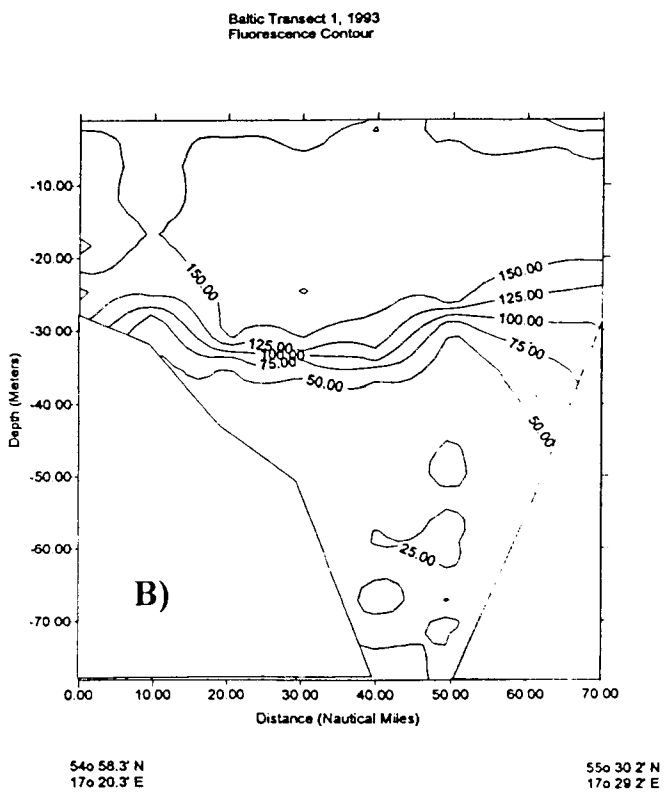 Baltic Transect 1, 1993
Fluorescence Contour
-10.00
-20.00
-30.00
-40.00
-50.00
-60.00
-70.00
Depth (Meters)
150.00
125.00
100.00
75.00
50.00
150.00
125.00
100.00
75.00
50.00
25.00
B)
0.00 10.00 20.00 30.00 40.00 50.00 60.00 70.00
Distance (Nautical Miles)
54o 58.3' N 55o 30 2' N
17o 20.3' E 17o 29 2' E